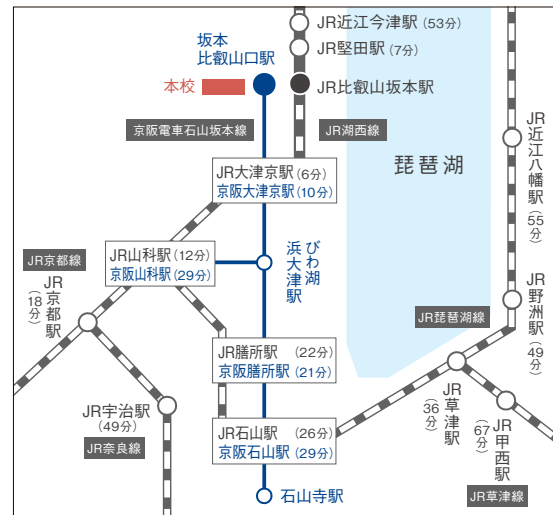 JR近江今津駅(53分)
JR堅田駅(7分)
坂本
比叡山口駅
本校
JR比叡山坂本駅
京阪電車石山坂本線
JR湖西線
琵琶湖
JR近江八幡駅
(55分)
JR大津京駅(6分)
京阪大津京駅(10分)
JR山科駅(12分)
京阪山科駅(29分)
びわ湖
浜大津駅
JR京都線
JR京都駅
(18分)
JR琵琶湖線
JR野洲駅
(49分)
JR膳所駅(22分)
京阪膳所駅(21分)
JR草津駅
(36分)
JR甲西駅
(67分)
JR宇治駅
(49分)
JR奈良線
JR石山駅(26分)
京阪石山駅(29分)
石山寺駅
JR草津線